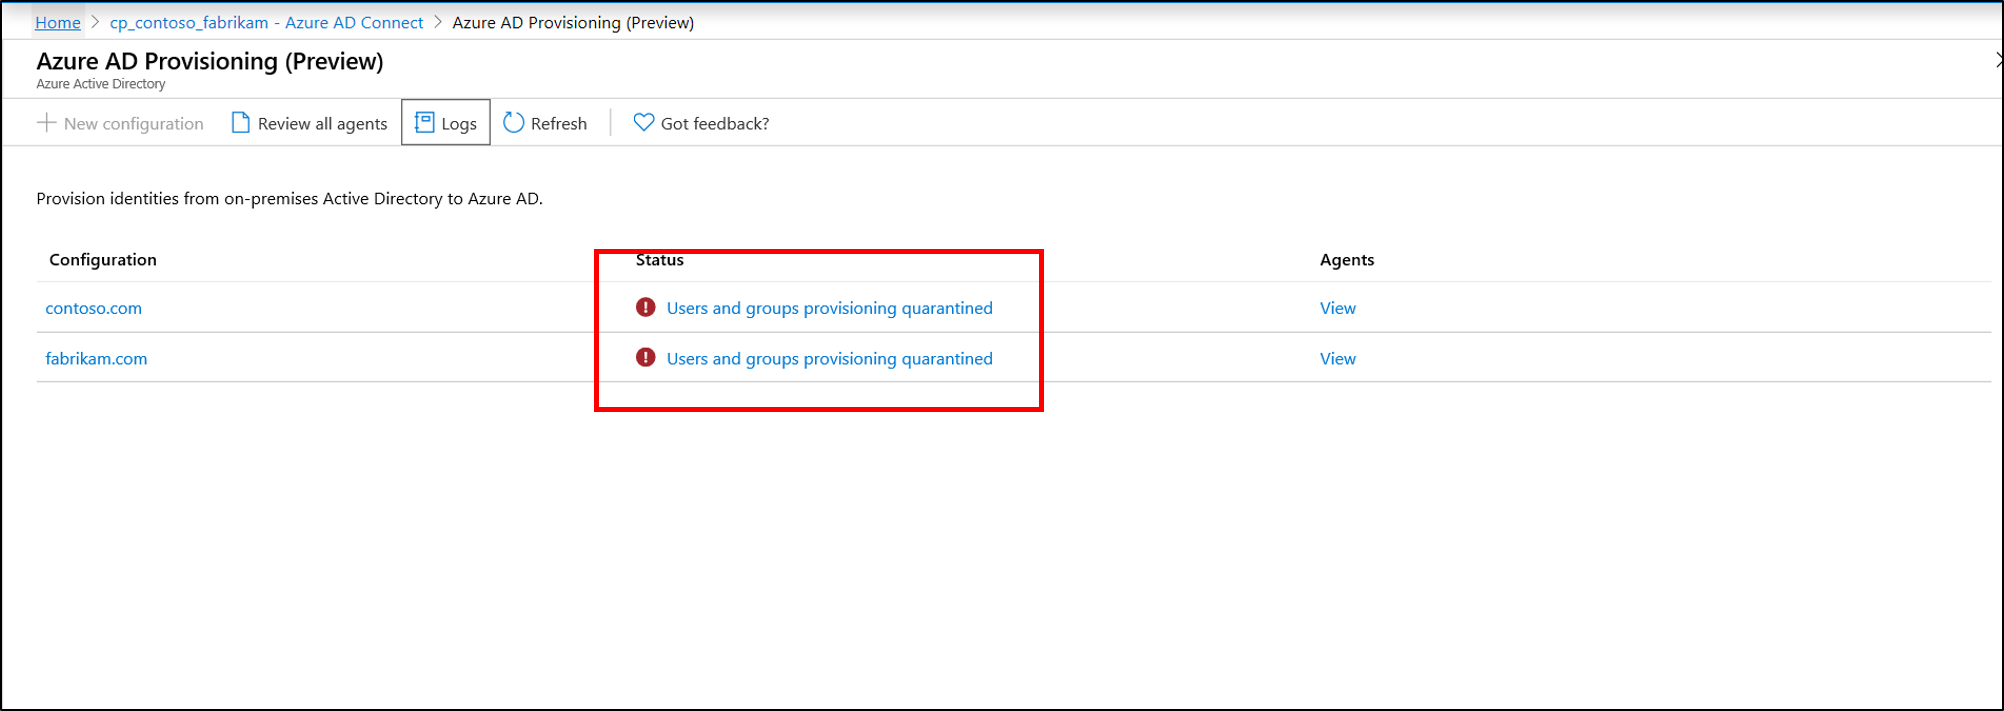 Home > cp_contoso_fabrikam - Azure AD Connect > Azure AD Provisioning (Preview)
Azure AD Provisioning (Preview)
Azure Active Directory
New configuration Review all agents Logs Refresh Got feedback?
Provision identities from on-premises Active Directory to Azure AD.
Configuration Status Agents
contoso.com Users and groups provisioning quarantined View
fabrikam.com Users and groups provisioning quarantined View